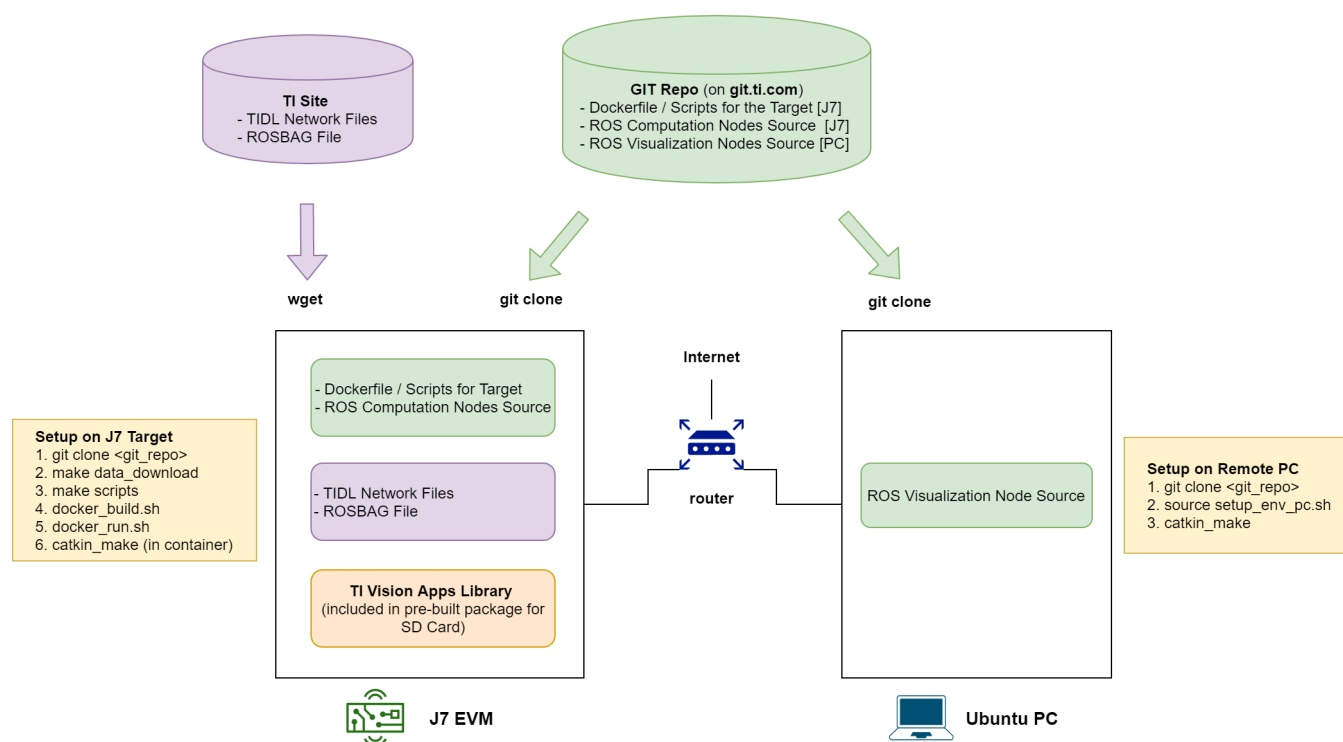 TI Site
- TIDL Network Files
- ROSBAG File
GIT Repo (on git.ti.com)
- Dockerfile / Scripts for the Target [J7]
- ROS Computation Nodes Source [J7]
- ROS Visualization Nodes Source [PC]
wget
git clone
git clone
Setup on J7 Target
1. git clone <git_repo>
2. make data_download
3. make scripts
4. docker_build.sh
5. docker_run.sh
6. catkin_make (in container)
- Dockerfile / Scripts for Target
- ROS Computation Nodes Source
- TIDL Network Files
- ROSBAG File
TI Vision Apps Library
(included in pre-built package for
SD Card)
J7 EVM
Internet
router
ROS Visualization Node Source
Ubuntu PC
Setup on Remote PC
1. git clone <git_repo>
2. source setup_env_pc.sh
3. catkin_make